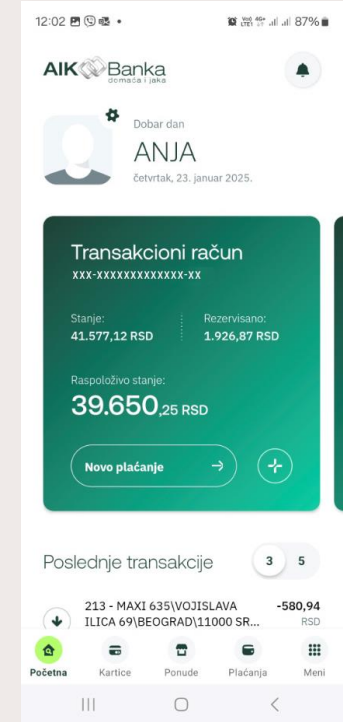 12:02 87%
AIK Banka
domaća i jaka
Dobar dan
ANJA
četvrtak, 23. januar 2025.
Transakcioni račun
xxx-xxxxxxxxxxxxx-xx
Stanje: Rezervisano:
41.577,12 RSD 1.926,87 RSD
Raspoloživo stanje:
39.650,25 RSD
Novo plaćanje
Poslednje transakcije 3 5
213 - MAXI 635\VOJISLAVA -580,94
ILICA 69\BEOGRAD\11000 SR... RSD
Početna Kartice Ponude Plaćanja Meni